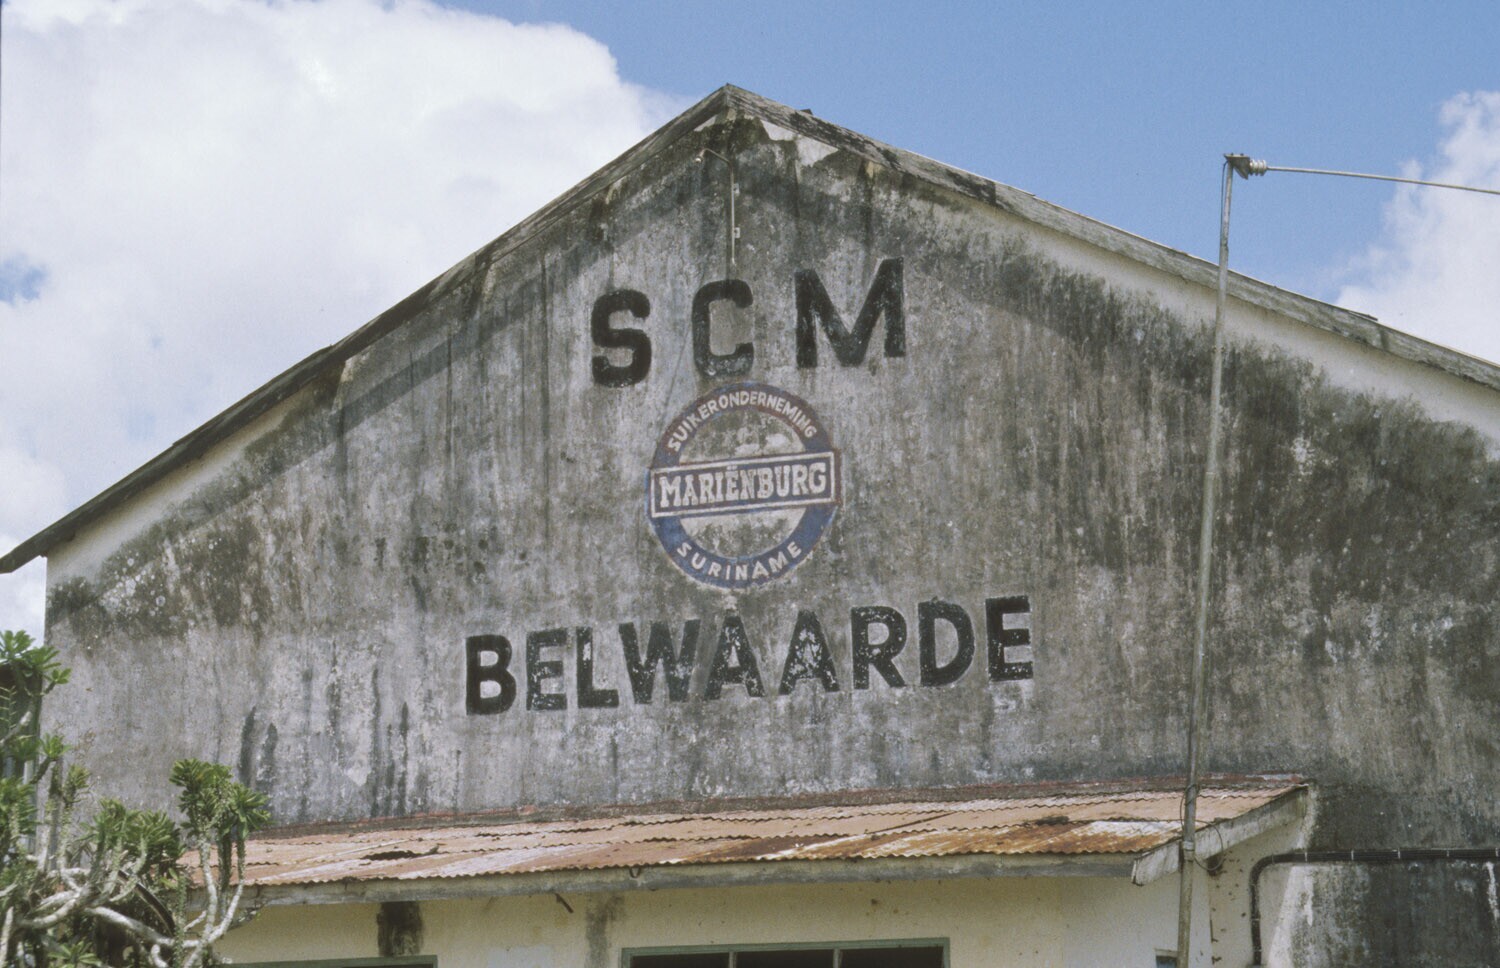 SCM
SUIKERONDERNEMING
MARIËNBURG
SURINAME
BELWAARDE